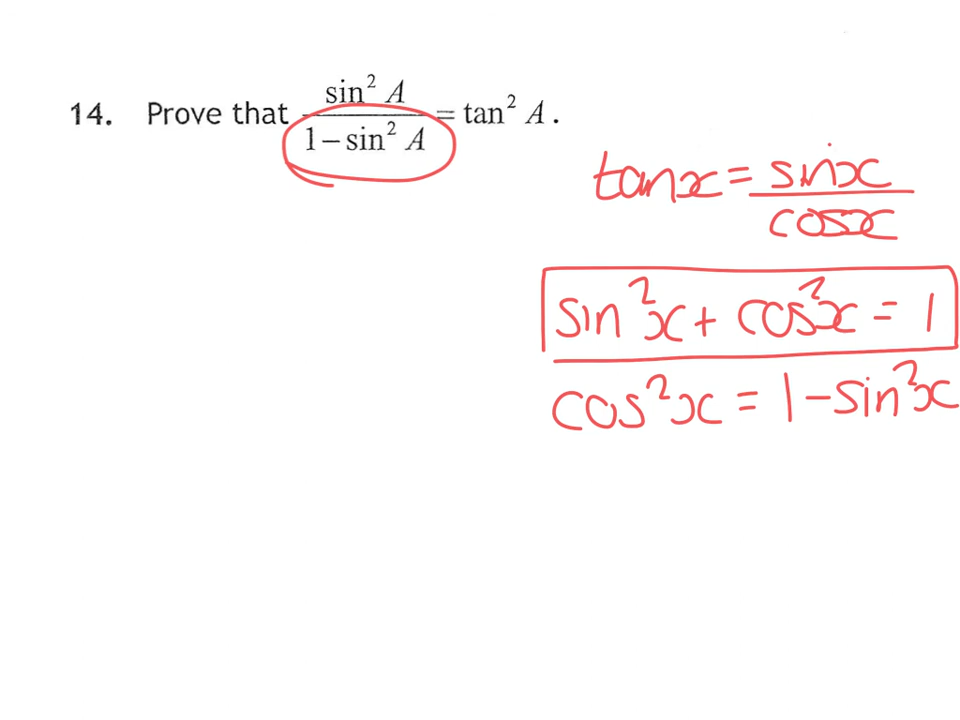 14. Prove that sin² A / 1 – sin² A = tan² A .
tanx = sinx / cosx
sin²x + cos²x = 1
cos²x = 1 – sin²x